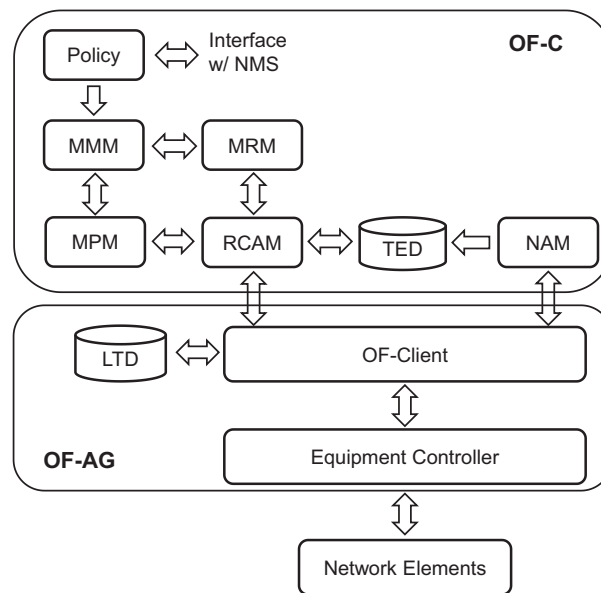 Policy
Interface
w/ NMS
OF-C
MMM
MRM
MPM
RCAM
TED
NAM
LTD
OF-Client
OF-AG
Equipment Controller
Network Elements